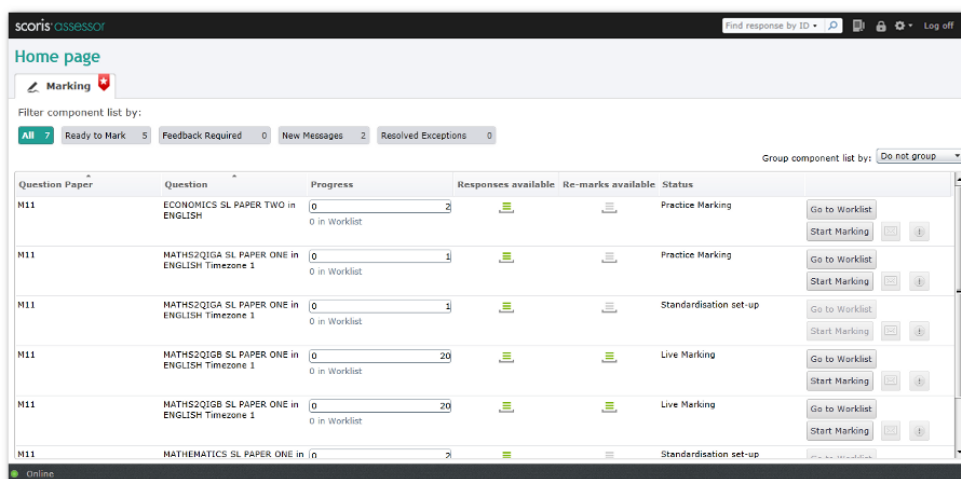 scoris assessor
Find response by ID
Log off
Home page
Marking
Filter component list by:
All 7
Ready to Mark 5
Feedback Required 0
New Messages 2
Resolved Exceptions 0
Group component list by: Do not group
Question Paper Question Progress Responses available Re-marks available Status
M11 ECONOMICS SL PAPER TWO in 0 2 Practice Marking Go to Worklist
ENGLISH 0 in Worklist Start Marking
M11 MATHS2QIGA SL PAPER ONE in 0 1 Practice Marking Go to Worklist
ENGLISH Timezone 1 0 in Worklist Start Marking
M11 MATHS2QIGA SL PAPER ONE in 0 1 Standardisation set-up Go to Worklist
ENGLISH Timezone 1 0 in Worklist Start Marking
M11 MATHS2QIGB SL PAPER ONE in 0 20 Live Marking Go to Worklist
ENGLISH Timezone 1 0 in Worklist Start Marking
M11 MATHS2QIGB SL PAPER ONE in 0 20 Live Marking Go to Worklist
ENGLISH Timezone 1 0 in Worklist Start Marking
M11 MATHEMATICS SL PAPER ONE in 0 2 Standardisation set-up Go to Worklist
Online